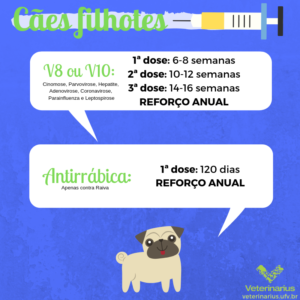 Cães filhotes
V8 ou V10:
Cinomose, Parvovirose, Hepatite,
Adenovirose, Coronavirose,
Parainfluenza e Leptospirose
1ª dose: 6-8 semanas
2ª dose: 10-12 semanas
3ª dose: 14-16 semanas
REFORÇO ANUAL
Antirrábica:
Apenas contra Raiva
1ª dose: 120 dias
REFORÇO ANUAL
Veterinarius
veterinarius.ufv.br